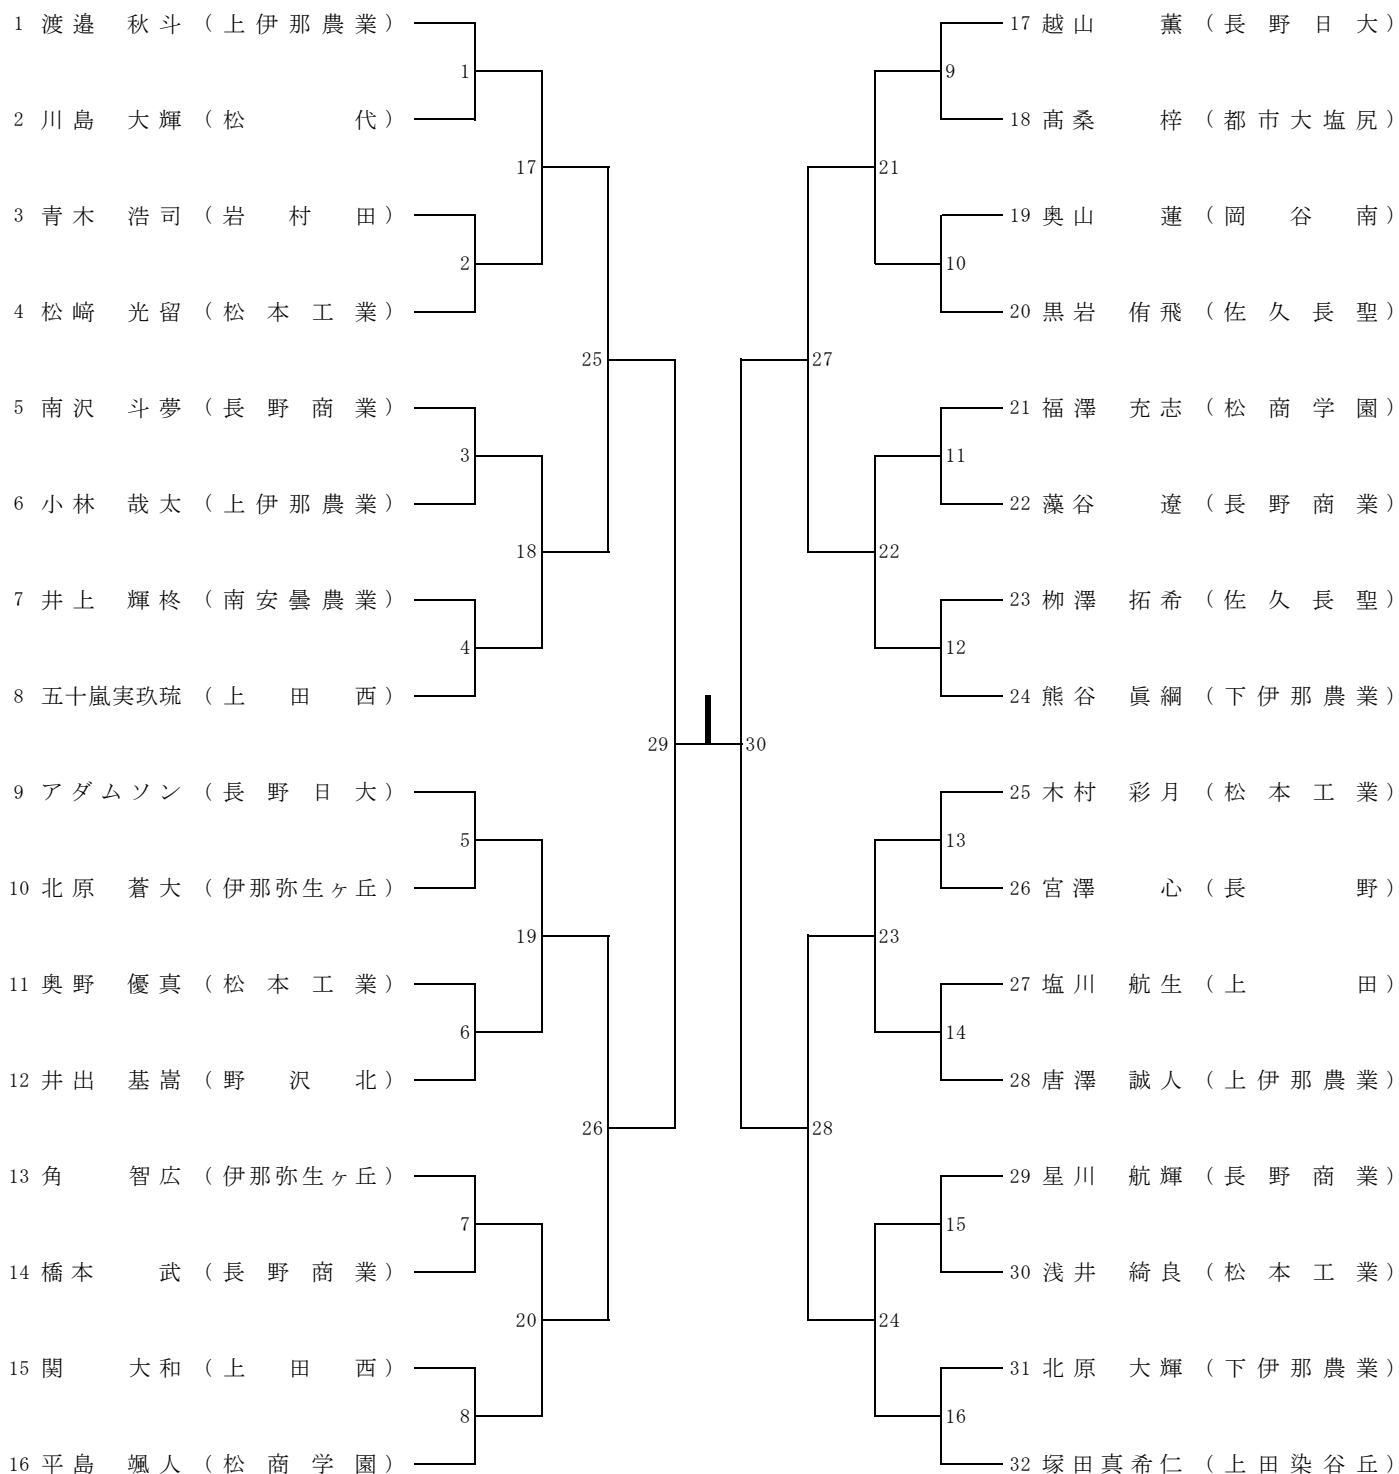 1 渡邉 秋斗 (上伊那農業)
1
2 川島 大輝 (松代)
17
3 青木 浩司 (岩村田)
2
4 松﨑 光留 (松本工業)
25
5 南沢 斗夢 (長野商業)
3
6 小林 哉太 (上伊那農業)
18
7 井上 輝柊 (南安曇農業)
4
8 五十嵐実玖琉 (上田西)
29
9 アダムソン (長野日大)
5
10 北原 蒼大 (伊那弥生ヶ丘)
19
11 奥野 優真 (松本工業)
6
12 井出 基嵩 (野沢北)
26
13 角 智広 (伊那弥生ヶ丘)
7
14 橋本 武 (長野商業)
20
15 関 大和 (上田西)
8
16 平島 颯人 (松商学園)
17 越山 薫 (長野日大)
9
18 髙桑 梓 (都市大塩尻)
21
19 奥山 蓮 (岡谷南)
10
20 黒岩 侑飛 (佐久長聖)
27
21 福澤 充志 (松商学園)
11
22 藻谷 遼 (長野商業)
22
23 栁澤 拓希 (佐久長聖)
12
24 熊谷 眞綱 (下伊那農業)
30
25 木村 彩月 (松本工業)
13
26 宮澤 心 (長野)
23
27 塩川 航生 (上田)
14
28 唐澤 誠人 (上伊那農業)
28
29 星川 航輝 (長野商業)
15
30 浅井 綺良 (松本工業)
24
31 北原 大輝 (下伊那農業)
16
32 塚田真希仁 (上田染谷丘)